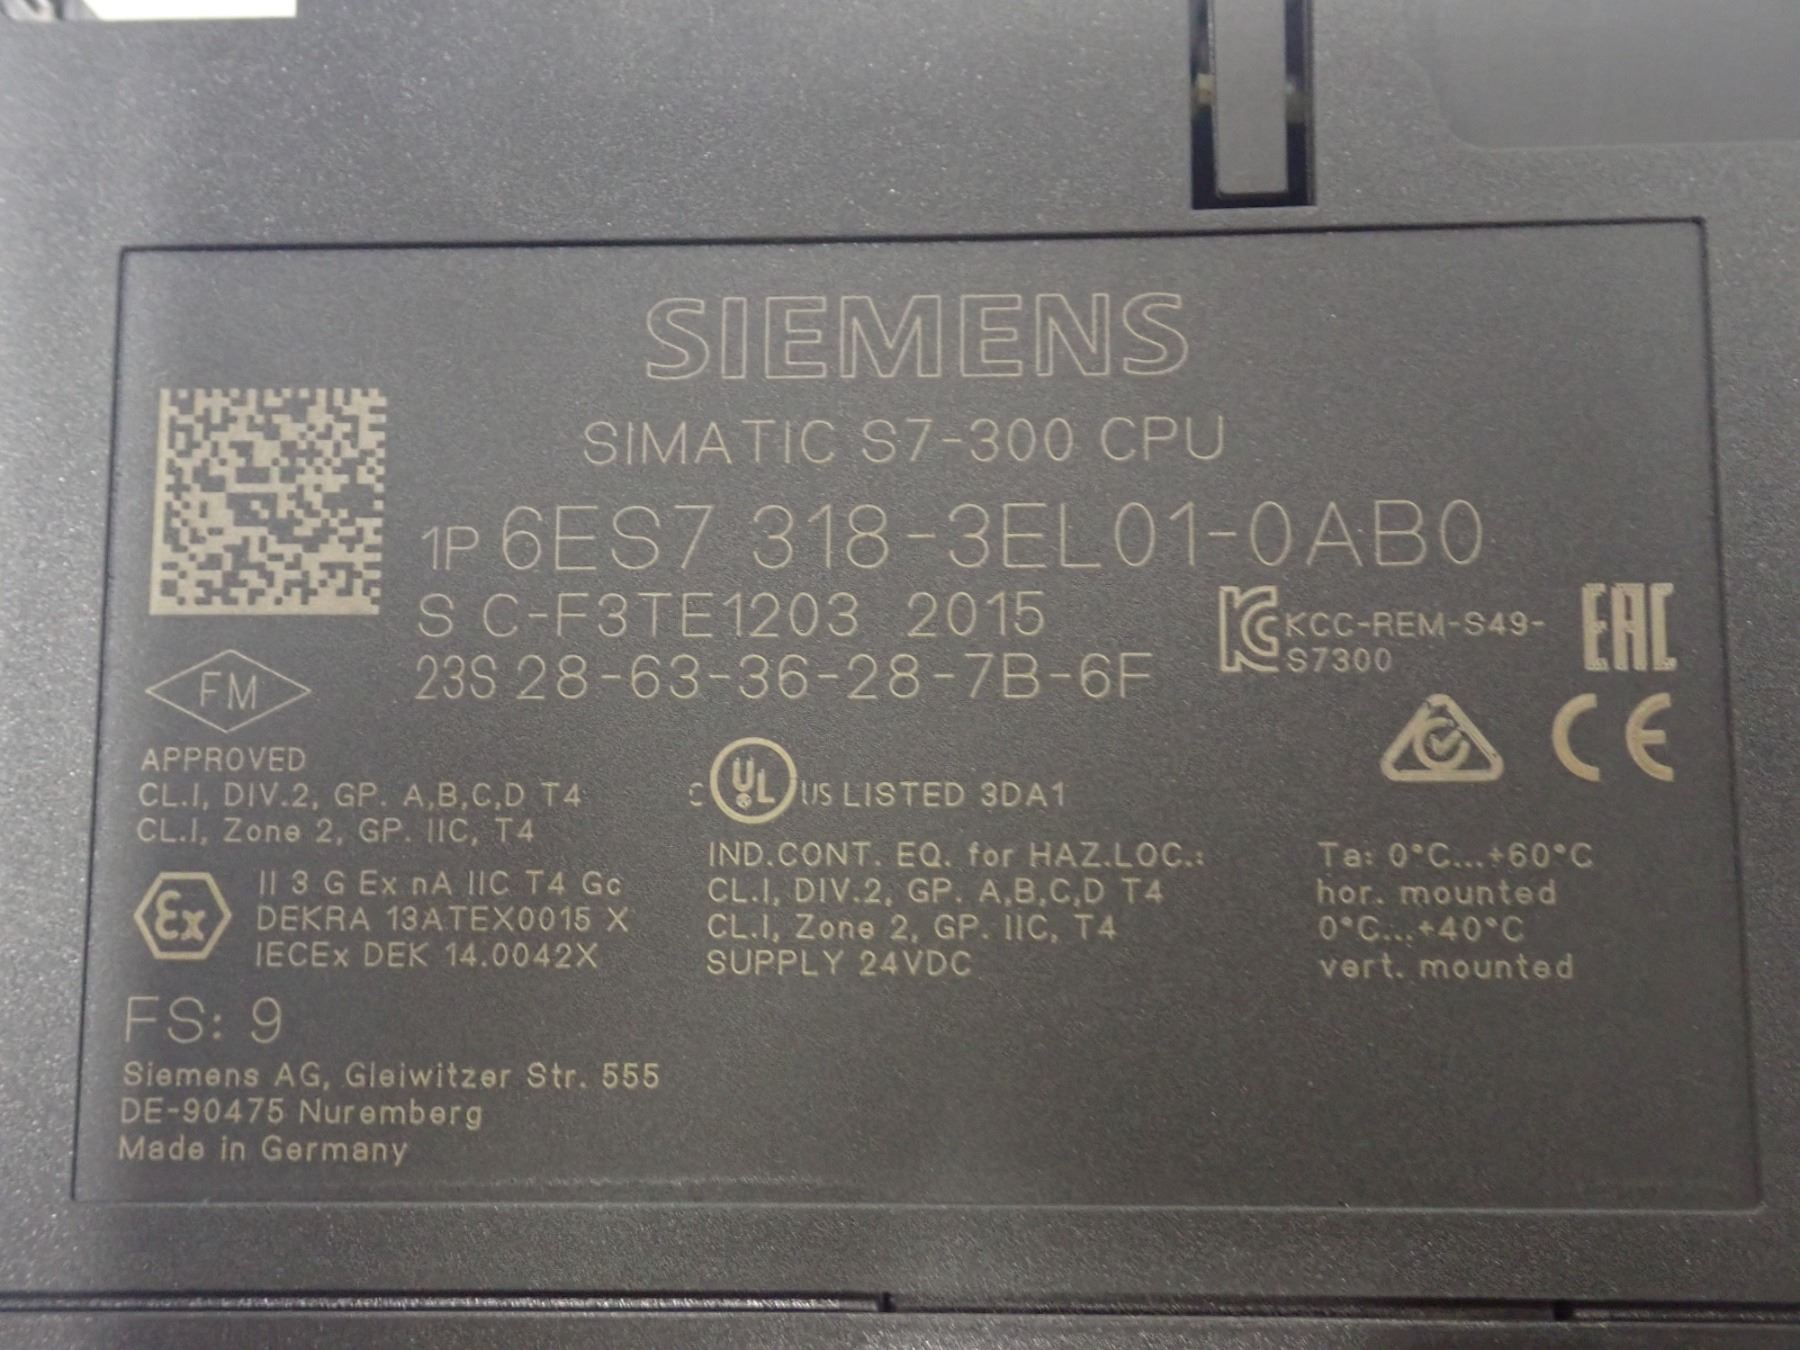 SIEMENS
SIMATIC S7-300 CPU
1P 6ES7 318-3EL01-0AB0
S C-F3TE1203 2015
23S 28-63-36-28-7B-6F
KCC-REM-S49-
S7300
EAC
CE
FM
APPROVED
CL.I, DIV.2, GP. A,B,C,D T4
CL.I, Zone 2, GP. IIC, T4
Ex
II 3 G Ex nA IIC T4 Gc
DEKRA 13ATEX0015 X
IECEx DEK 14.0042X
C UL US LISTED 3DA1
IND.CONT. EQ. for HAZ.LOC.:
CL.I, DIV.2, GP. A,B,C,D T4
CL.I, Zone 2, GP. IIC, T4
SUPPLY 24VDC
Ta: 0°C...+60°C
hor. mounted
0°C...+40°C
vert. mounted
FS: 9
Siemens AG, Gleiwitzer Str. 555
DE-90475 Nuremberg
Made in Germany